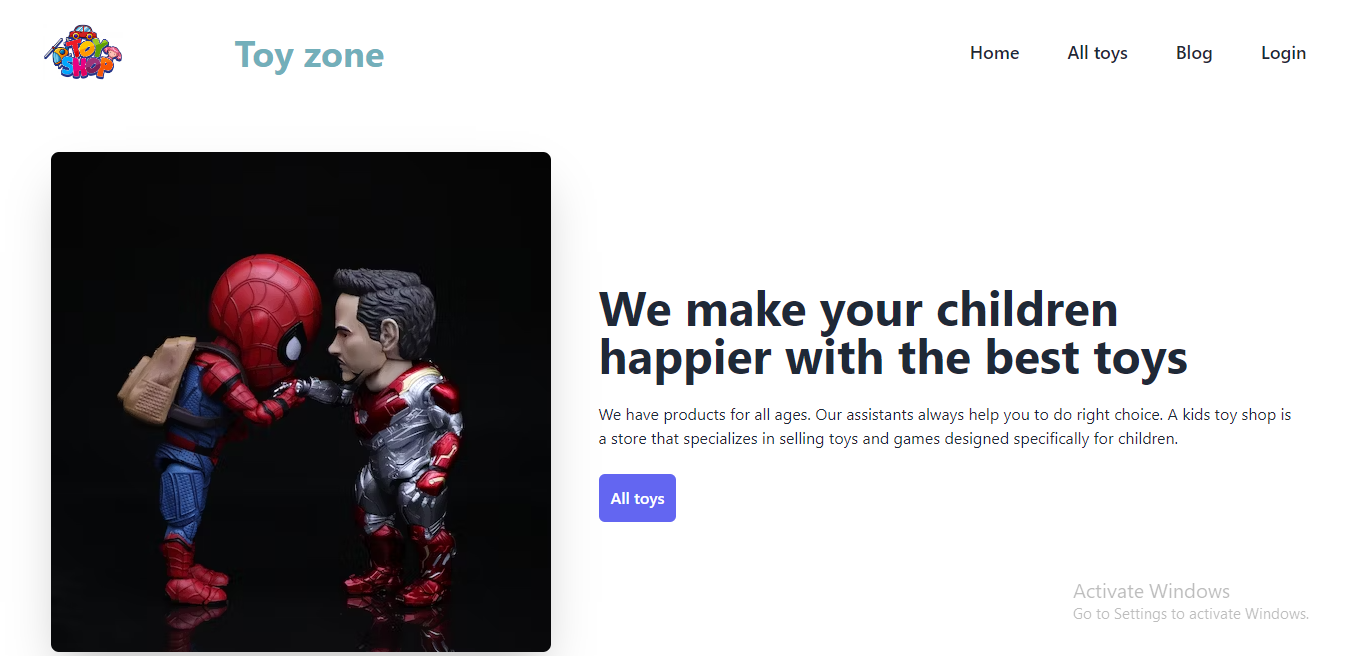 TOY SHOP
Toy zone
Home
All toys
Blog
Login
We make your children
happier with the best toys
We have products for all ages. Our assistants always help you to do right choice. A kids toy shop is
a store that specializes in selling toys and games designed specifically for children.
All toys
Activate Windows
Go to Settings to activate Windows.